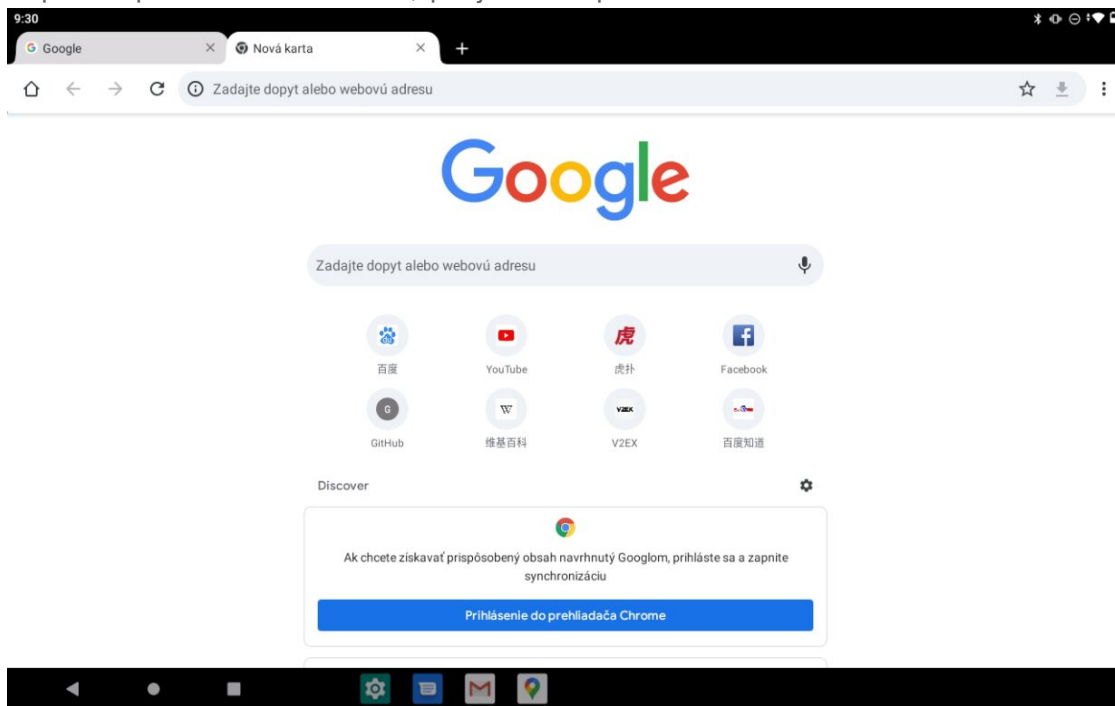 9:30
Google
Nová karta
Zadajte dopyt alebo webovú adresu
Google
Zadajte dopyt alebo webovú adresu
百度
YouTube
虎
虎扑
Facebook
G
GitHub
W
维基百科
V2EX
V2EX
百度知道
Discover
Ak chcete získavať prispôsobený obsah navrhnutý Googlom, prihláste sa a zapnite
synchronizáciu
Prihlásenie do prehliadača Chrome